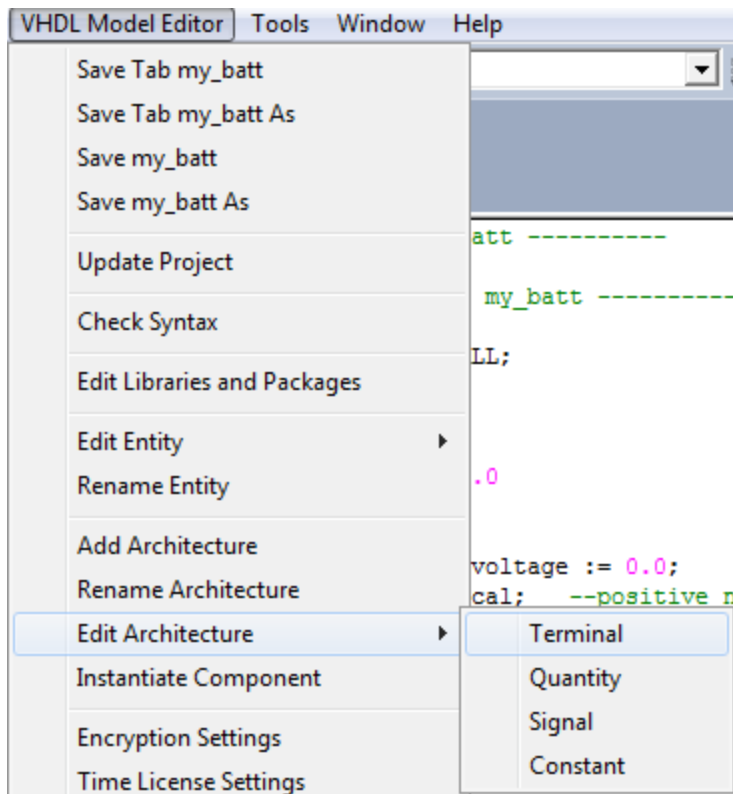 VHDL Model Editor Tools Window Help
Save Tab my_batt
Save Tab my_batt As
Save my_batt
Save my_batt As
att ----------
Update Project
my_batt ----------
Check Syntax
LL;
Edit Libraries and Packages
Edit Entity
.0
Rename Entity
Add Architecture
voltage := 0.0;
Rename Architecture
cal; --positive
Edit Architecture
Terminal
Instantiate Component
Quantity
Signal
Encryption Settings
Constant
Time License Settings